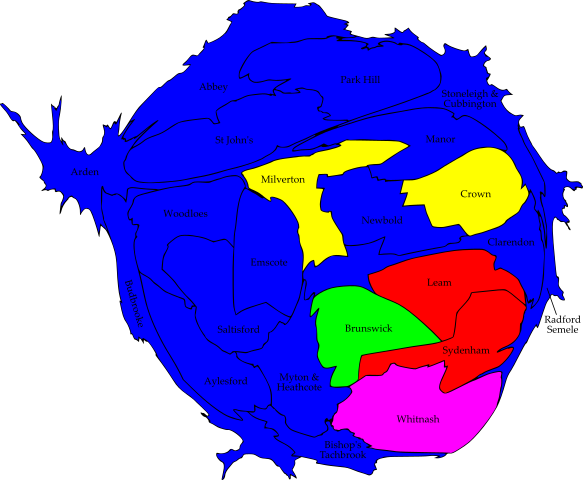 Park Hill
Abbey
Stoneleigh &
Cubbington
St John's
Manor
Arden
Milverton
Crown
Woodloes
Newbold
Clarendon
Emscote
Leam
Budbrooke
Radford
Semele
Saltisford
Brunswick
Sydenham
Aylesford
Myton &
Heathcote
Whitnash
Bishop's
Tachbrook